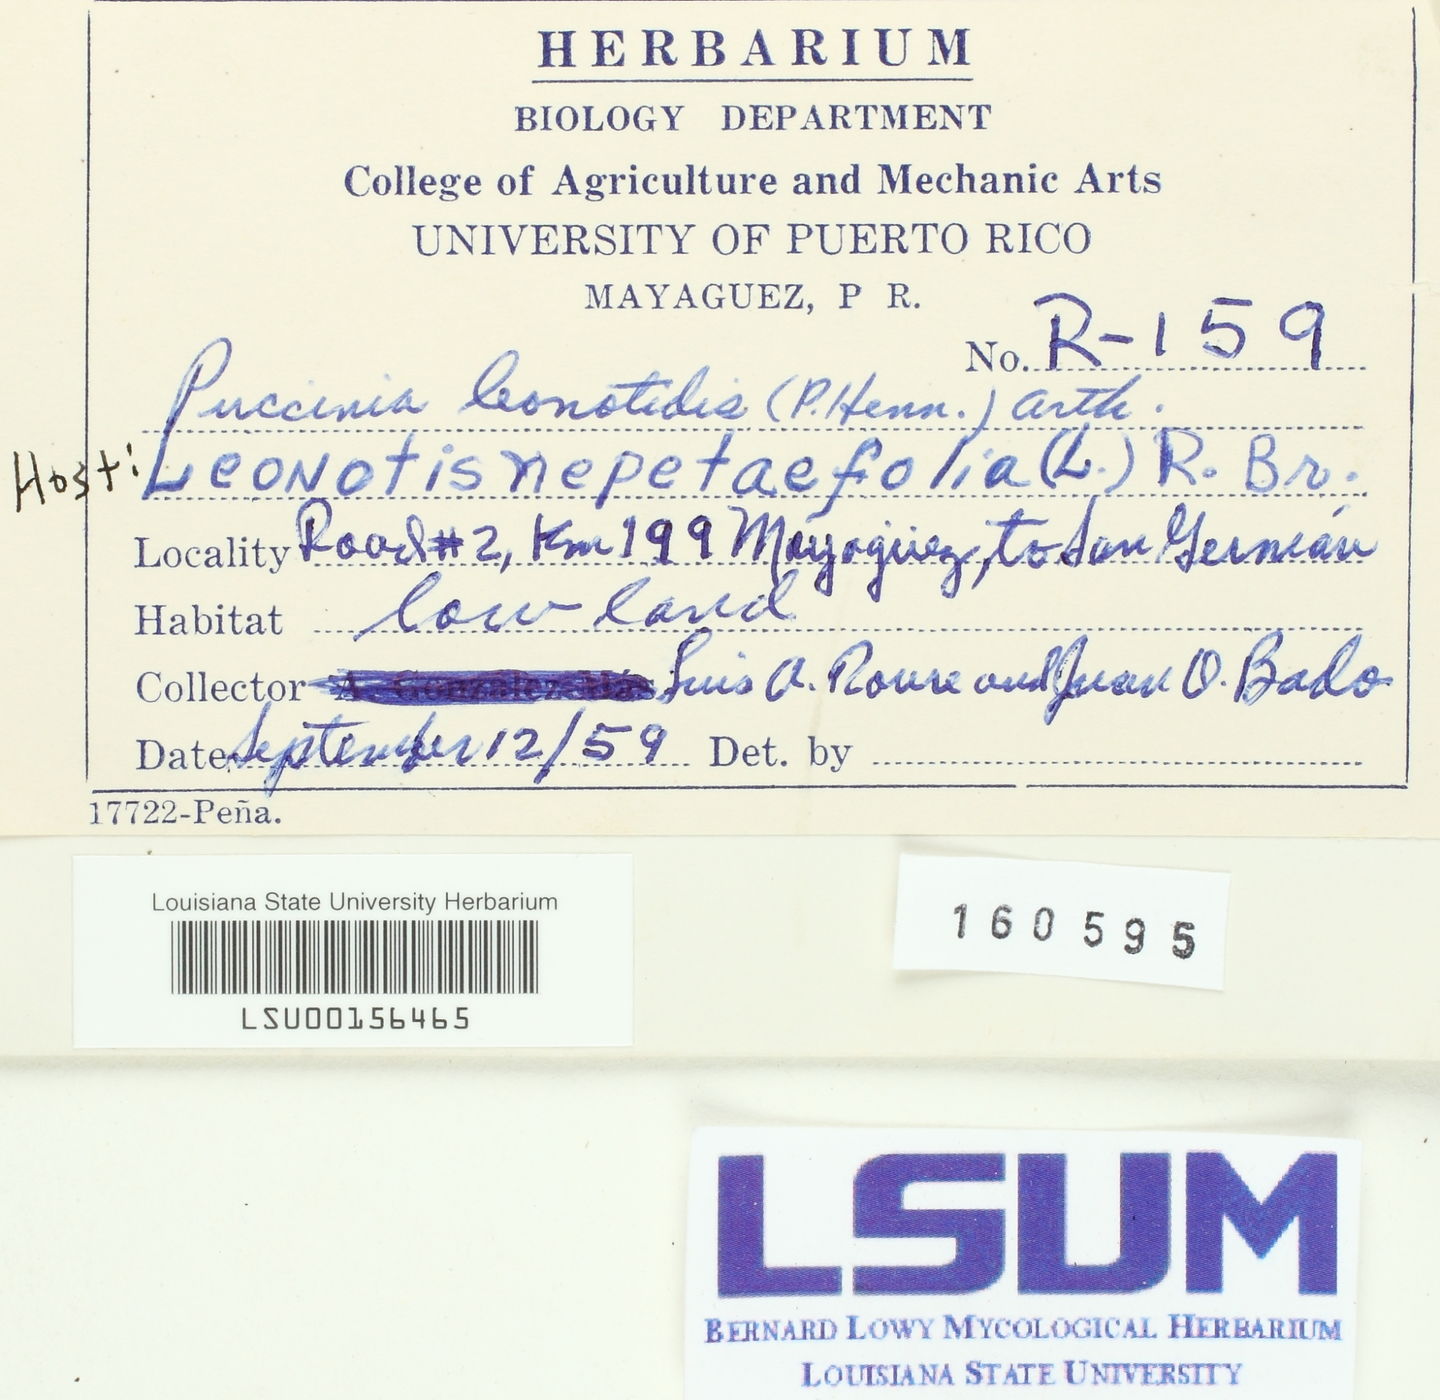 HERBARIUM
BIOLOGY DEPARTMENT
College of Agriculture and Mechanic Arts
UNIVERSITY OF PUERTO RICO
MAYAGUEZ, P R.
No. R-159
Puccinia leonotidis (P. Henn.) Arth.
Host: Leonotis nepetaefolia (L.) R. Br.
Locality Road #2, Km 199 Mayagüez, to San Germán
Habitat low land
Collector Luis A. and Juan O. Bado
Date September 12/59 Det. by
17722-Peña.
Louisiana State University Herbarium
LSU00156465
160595
LSUM
BERNARD LOWY MYCOLOGICAL HERBARIUM
LOUISIANA STATE UNIVERSITY